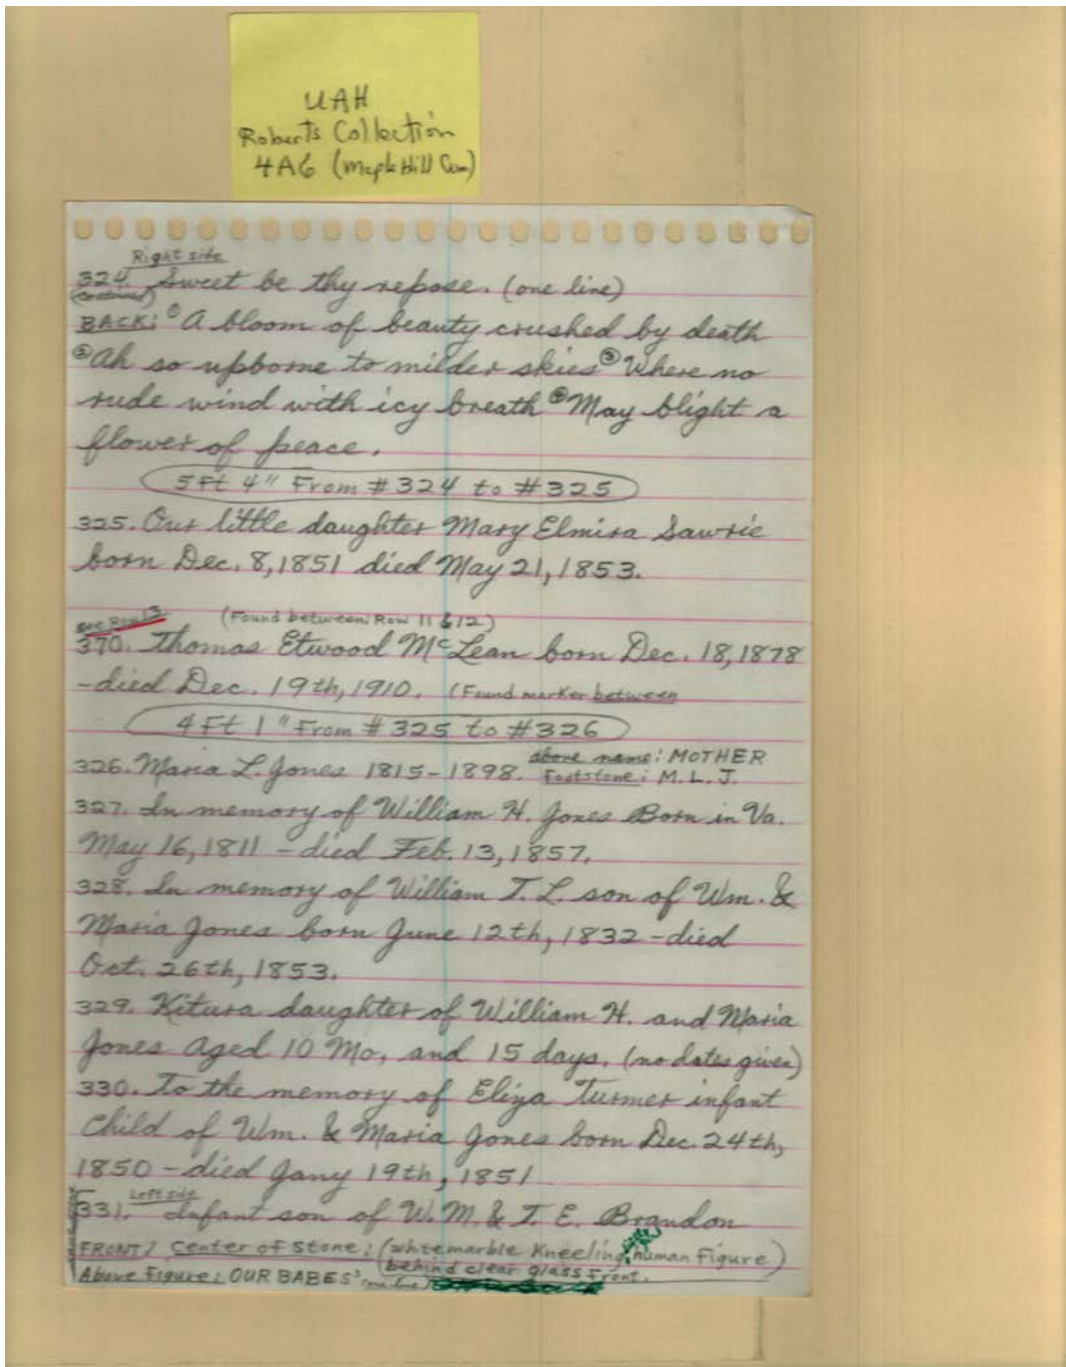 UAH
Roberts Collection
4A6 (Maple Hill Cem)
Right side
324. Sweet be thy repose. (one line)
(continued)
BACK: ① A bloom of beauty crushed by death
② Ah so upborne to milder skies ③ Where no
rude wind with icy breath ④ May blight a
flower of peace.
5 Ft 4" From #324 to #325
325. Our little daughter Mary Elmira Sawrie
born Dec. 8, 1851 died May 21, 1853.
see Row 13 (Found between Row 11 & 12)
370. Thomas Etwood McLean born Dec. 18, 1878
-died Dec. 19th, 1910. (Found marker between
4 Ft 1" From #325 to #326
above name: MOTHER
326. Maria L. Jones 1815-1898. Footstone: M. L. J.
327. In memory of William H. Jones Born in Va.
May 16, 1811 - died Feb. 13, 1857.
328. In memory of William T. L. son of Wm. &
Maria Jones born June 12th, 1832 - died
Oct. 26th, 1853.
329. Kitura daughter of William H. and Maria
Jones Aged 10 Mo. and 15 days. (no dates given)
330. To the memory of Eliza Turmer infant
Child of Wm. & Maria Jones born Dec. 24th,
1850 - died Jany 19th, 1851
Left side
331. Infant son of W. M. & T. E. Brandon
FRONT: Center of Stone; (white marble Kneeling human Figure)
behind clear glass front.
Above Figure: OUR BABES (one line)